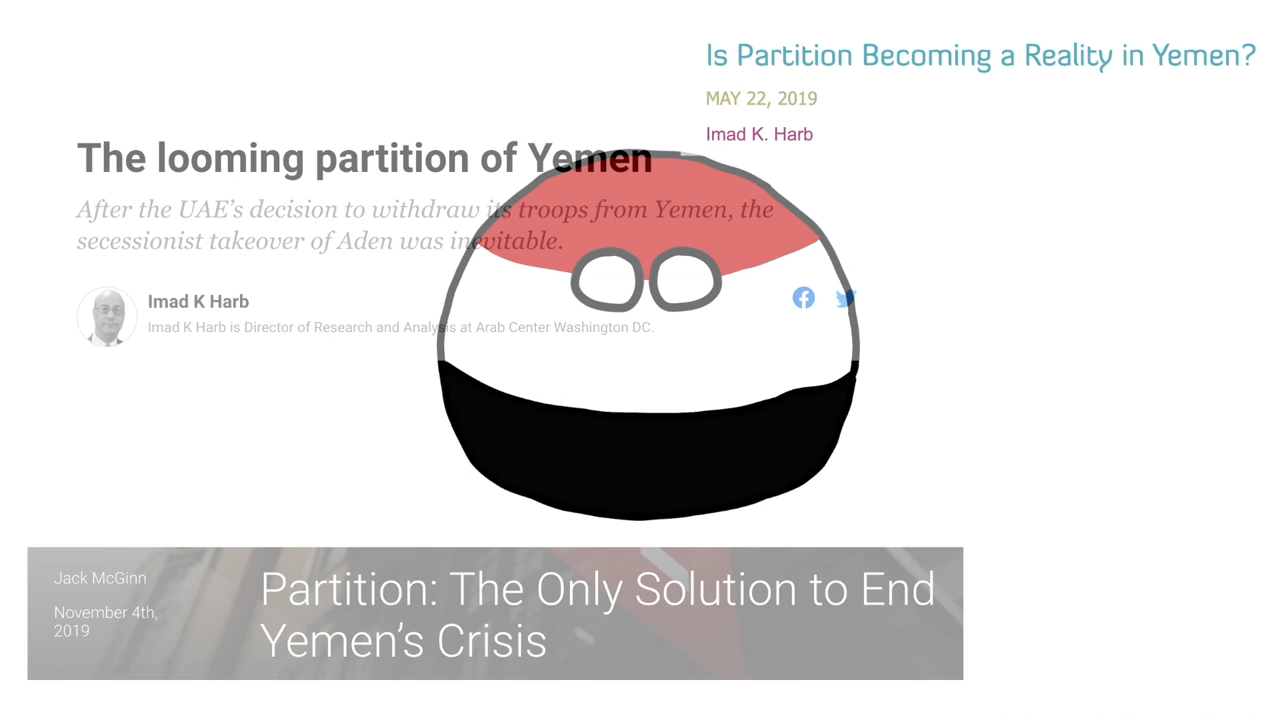 Is Partition Becoming a Reality in Yemen?
MAY 22, 2019
Imad K. Harb
The looming partition of Yemen
After the UAE's decision to withdraw its troops from Yemen, the
secessionist takeover of Aden was inevitable.
Imad K Harb
Imad K Harb is Director of Research and Analysis at Arab Center Washington DC.
Jack McGinn
November 4th,
2019
Partition: The Only Solution to End
Yemen’s Crisis